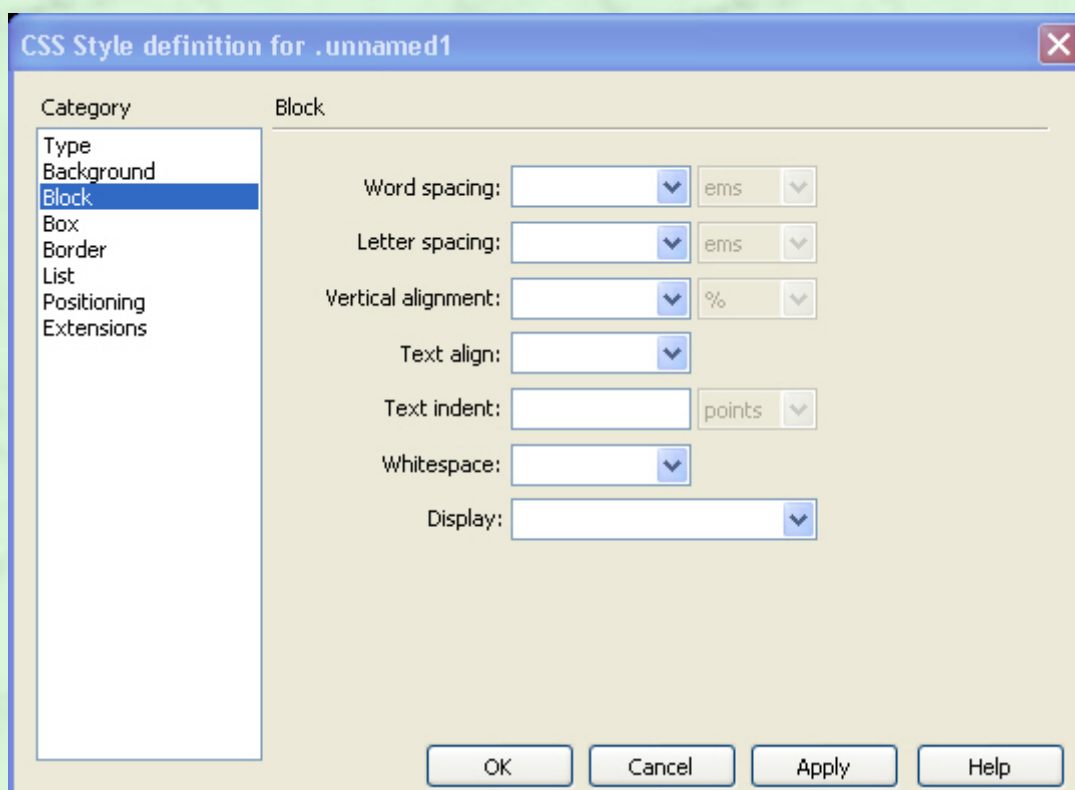 CSS Style definition for .unnamed1
Category
Type
Background
Block
Box
Border
List
Positioning
Extensions
Block
Word spacing: ems
Letter spacing: ems
Vertical alignment: %
Text align:
Text indent: points
Whitespace:
Display:
OK Cancel Apply Help